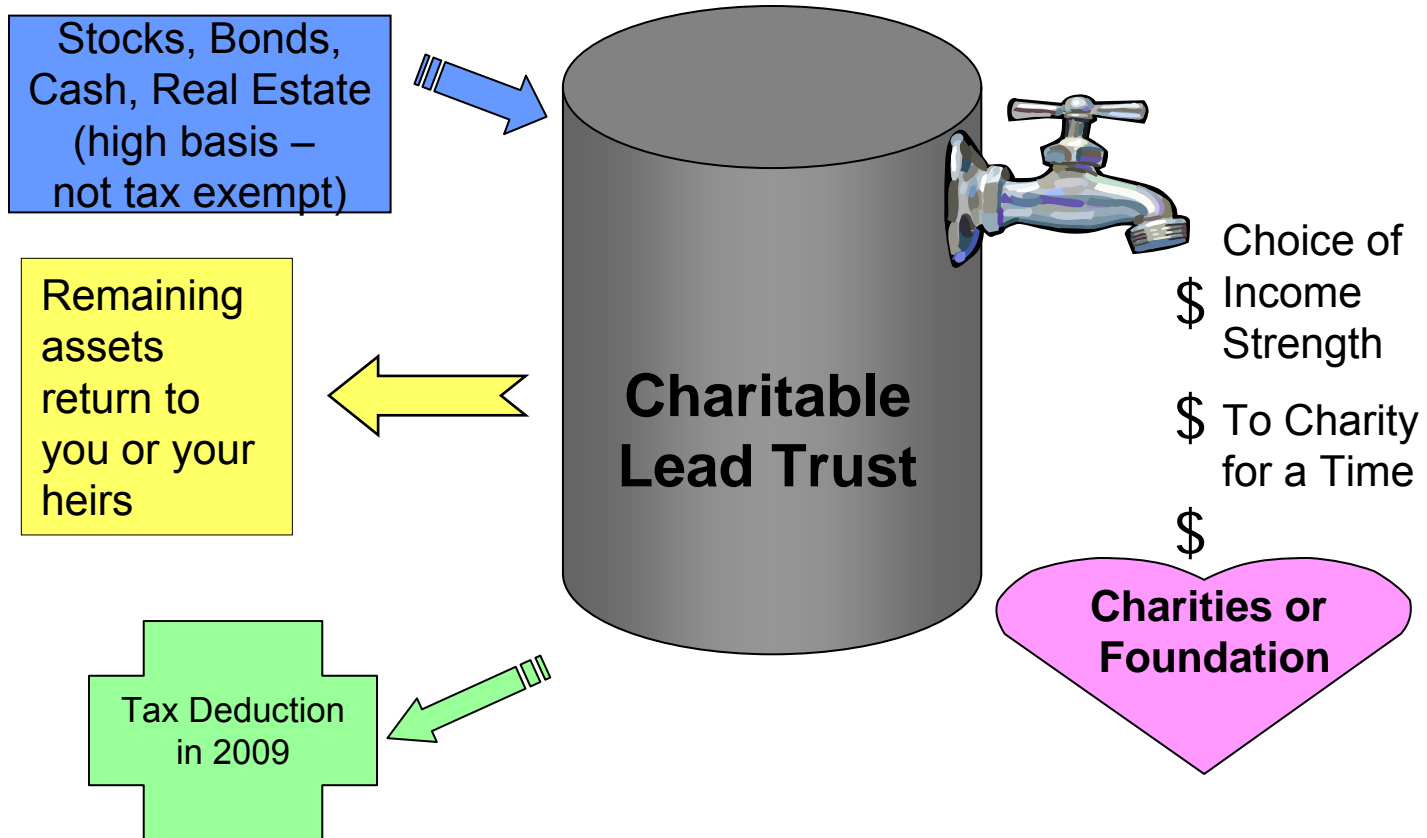 Stocks, Bonds,
Cash, Real Estate
(high basis –
not tax exempt)
Remaining
assets
return to
you or your
heirs
Tax Deduction
in 2009
Charitable
Lead Trust
Choice of
$ Income
Strength
$ To Charity
for a Time
$
Charities or
Foundation